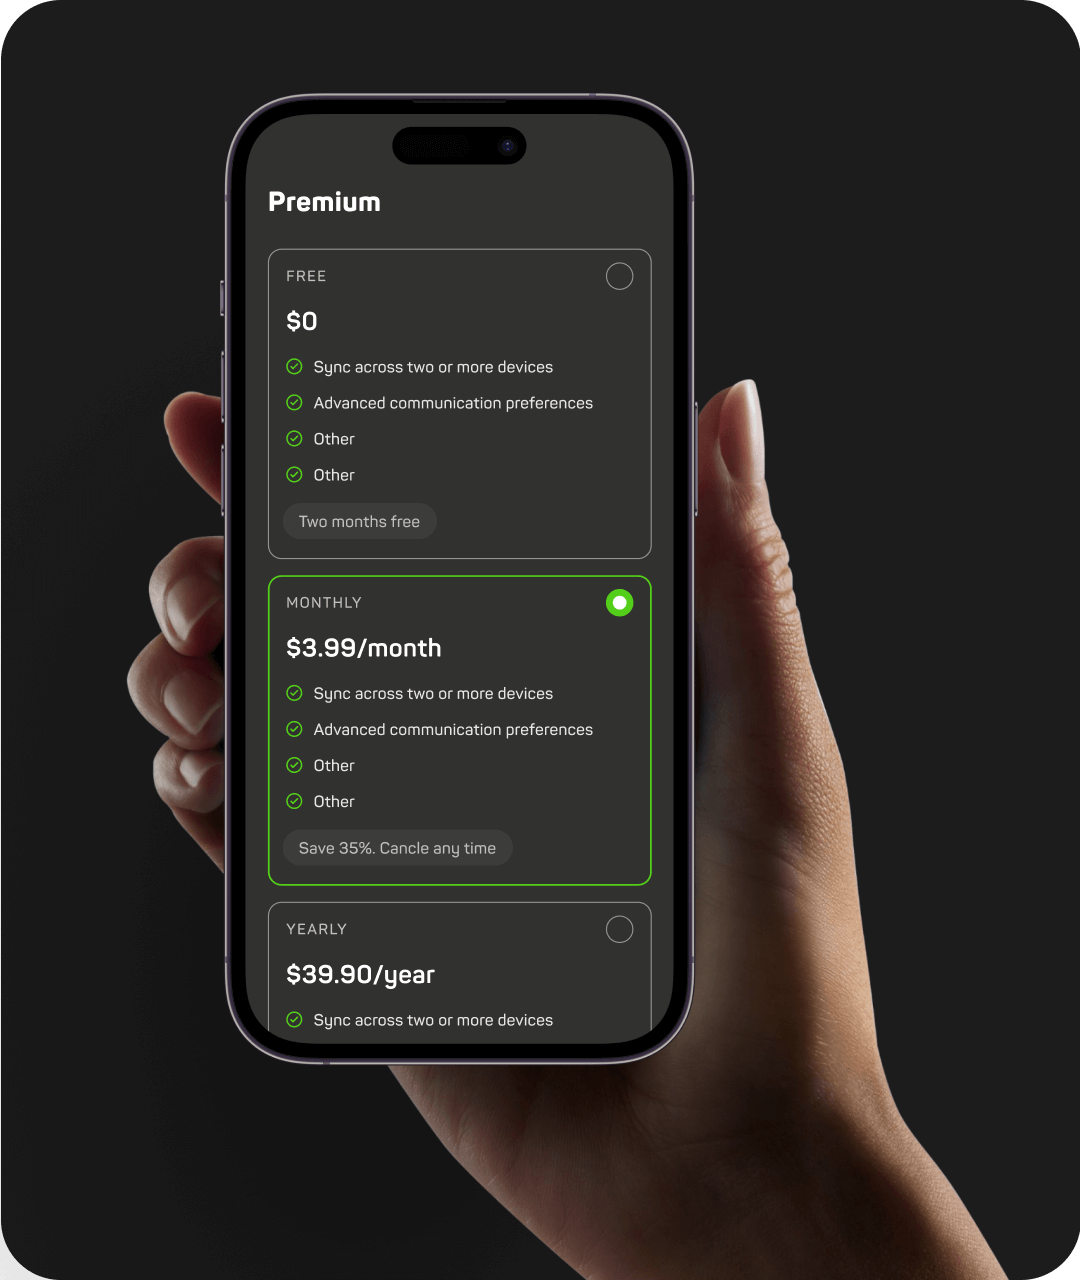 Premium
FREE
$0
Sync across two or more devices
Advanced communication preferences
Other
Other
Two months free
MONTHLY
$3.99/month
Sync across two or more devices
Advanced communication preferences
Other
Other
Save 35%. Cancle any time
YEARLY
$39.90/year
Sync across two or more devices